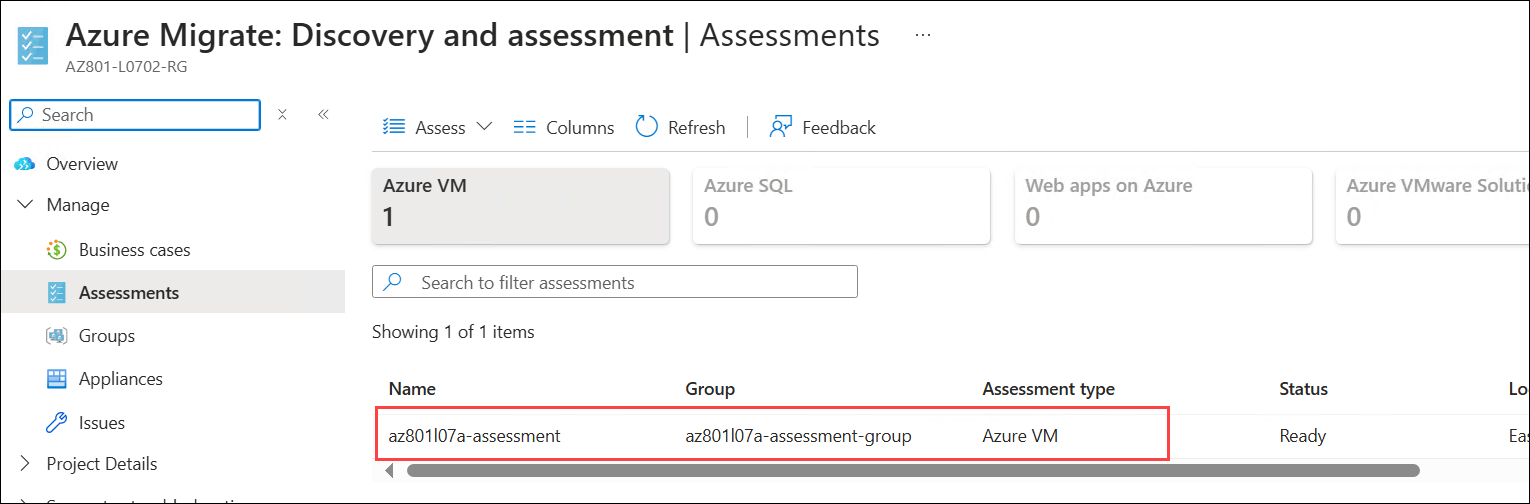 Azure Migrate: Discovery and assessment | Assessments ...
AZ801-L0702-RG
Search
Assess Columns Refresh Feedback
Overview
Manage
Business cases
Assessments
Groups
Appliances
Issues
Project Details
Azure VM
1
Azure SQL
0
Web apps on Azure
0
Azure VMware Solutio
0
Search to filter assessments
Showing 1 of 1 items
Name Group Assessment type Status Lo
az801l07a-assessment az801l07a-assessment-group Azure VM Ready Eas